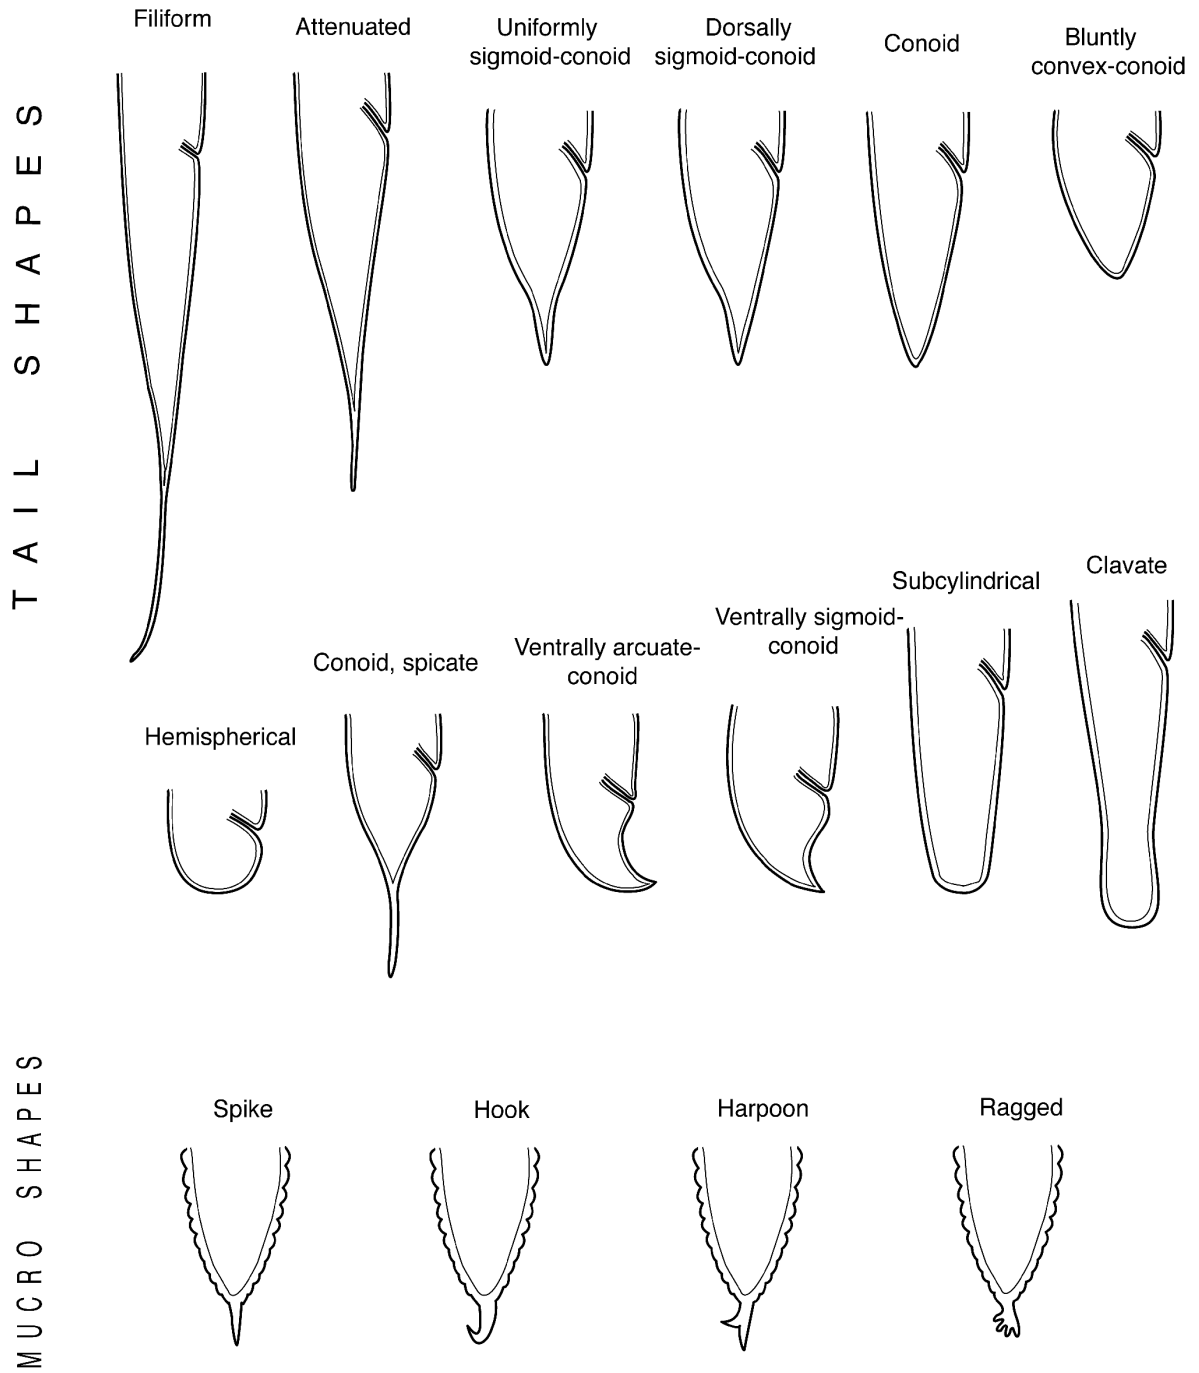 TAIL SHAPES
Filiform
Attenuated
Uniformly
sigmoid-conoid
Dorsally
sigmoid-conoid
Conoid
Bluntly
convex-conoid
Hemispherical
Conoid, spicate
Ventrally arcuate-
conoid
Ventrally sigmoid-
conoid
Subcylindrical
Clavate
MUCRO SHAPES
Spike
Hook
Harpoon
Ragged